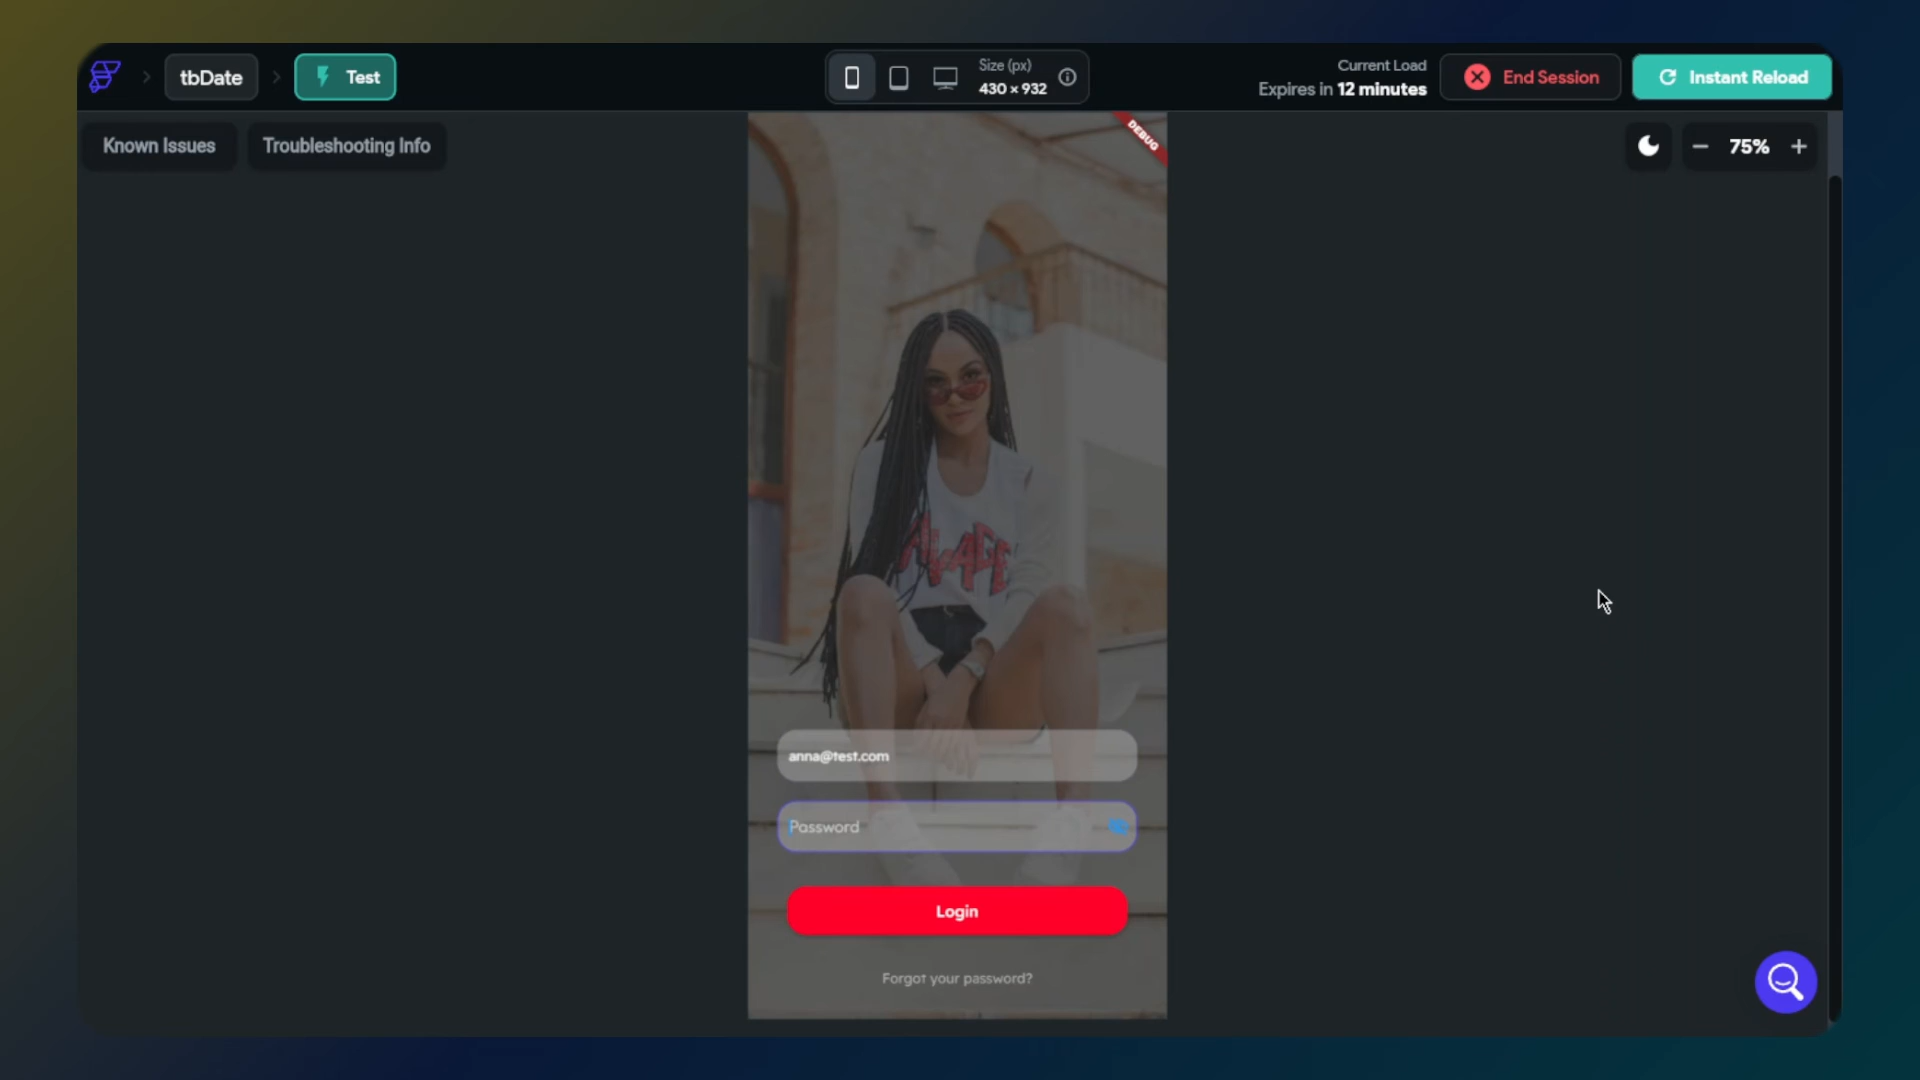 tbDate
Test
Size (px)
430 × 932
Current Load
Expires in 12 minutes
End Session
Instant Reload
Known Issues
Troubleshooting Info
75%
DEBUG
anna@test.com
Password
Login
Forgot your password?